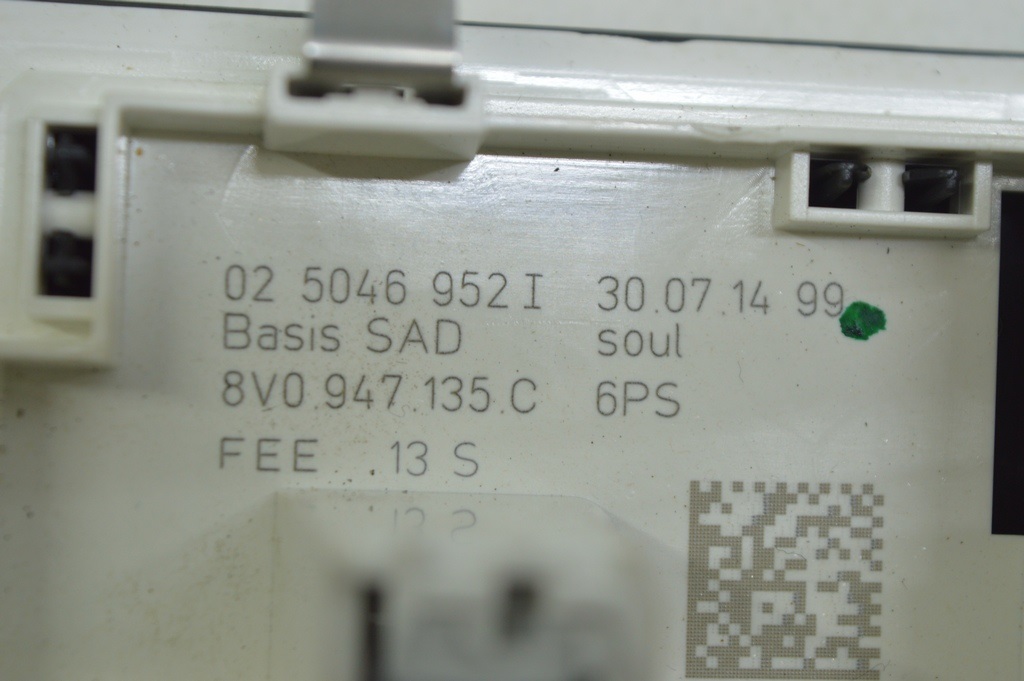 02 5046 952 I 30.07.14 99
Basis SAD soul
8V0.947.135.C 6PS
FEE 13 S